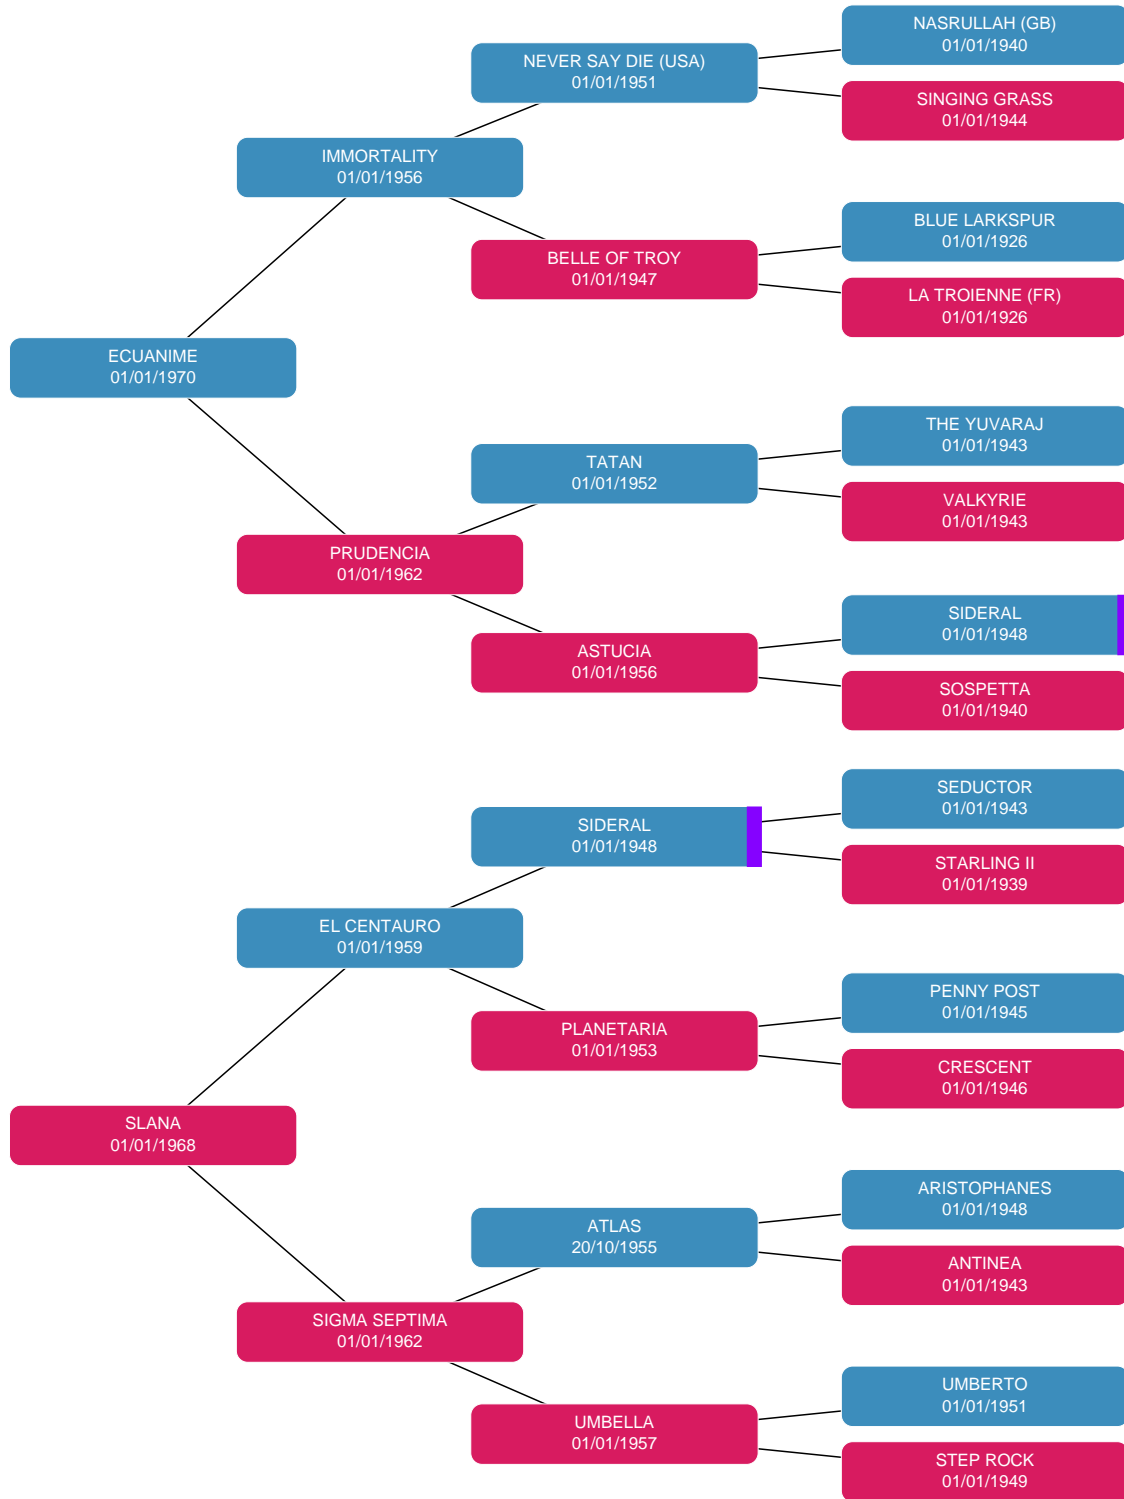 NASRULLAH (GB)
01/01/1940
NEVER SAY DIE (USA)
01/01/1951
SINGING GRASS
01/01/1944
IMMORTALITY
01/01/1956
BLUE LARKSPUR
01/01/1926
BELLE OF TROY
01/01/1947
LA TROIENNE (FR)
01/01/1926
ECUANIME
01/01/1970
THE YUVARAJ
01/01/1943
TATAN
01/01/1952
VALKYRIE
01/01/1943
PRUDENCIA
01/01/1962
SIDERAL
01/01/1948
ASTUCIA
01/01/1956
SOSPETTA
01/01/1940
SEDUCTOR
01/01/1943
SIDERAL
01/01/1948
STARLING II
01/01/1939
EL CENTAURO
01/01/1959
PENNY POST
01/01/1945
PLANETARIA
01/01/1953
CRESCENT
01/01/1946
SLANA
01/01/1968
ARISTOPHANES
01/01/1948
ATLAS
20/10/1955
ANTINEA
01/01/1943
SIGMA SEPTIMA
01/01/1962
UMBERTO
01/01/1951
UMBELLA
01/01/1957
STEP ROCK
01/01/1949